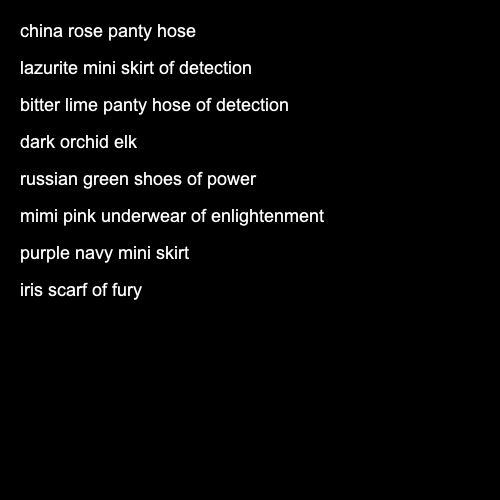 china rose panty hose
lazurite mini skirt of detection
bitter lime panty hose of detection
dark orchid elk
russian green shoes of power
mimi pink underwear of enlightenment
purple navy mini skirt
iris scarf of fury